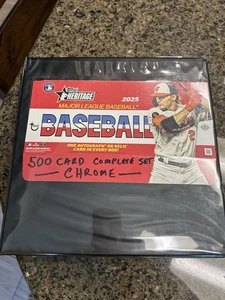 Topps
HERITAGE
2025
MAJOR LEAGUE BASEBALL®
BASEBALL
ONE AUTOGRAPH OR RELIC
CARD IN EVERY BOX!
500 CARD COMPLETE SET
— CHROME —